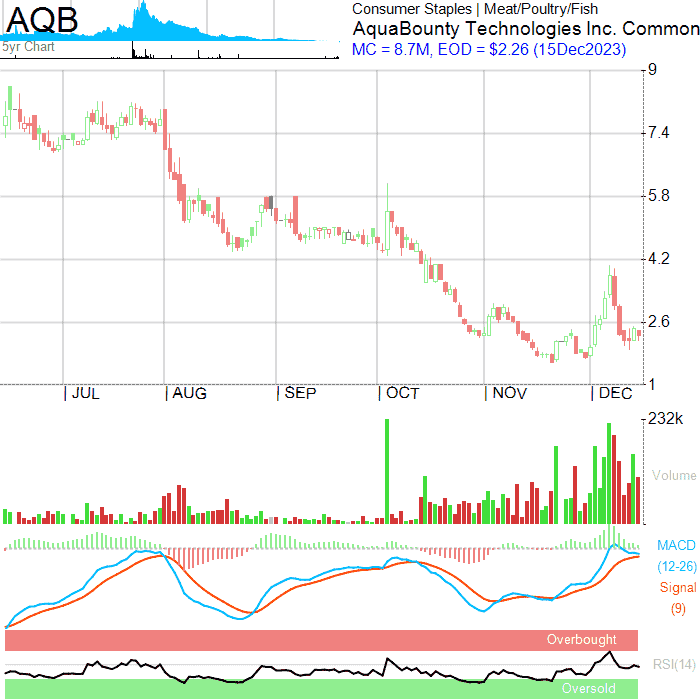 AQB
5yr Chart
Consumer Staples | Meat/Poultry/Fish
AquaBounty Technologies Inc. Common
MC = 8.7M, EOD = $2.26 (15Dec2023)
9
7.4
5.8
4.2
2.6
1
JUL AUG SEP OCT NOV DEC
232k
Volume
MACD
(12-26)
Signal
(9)
Overbought
RSI(14)
Oversold